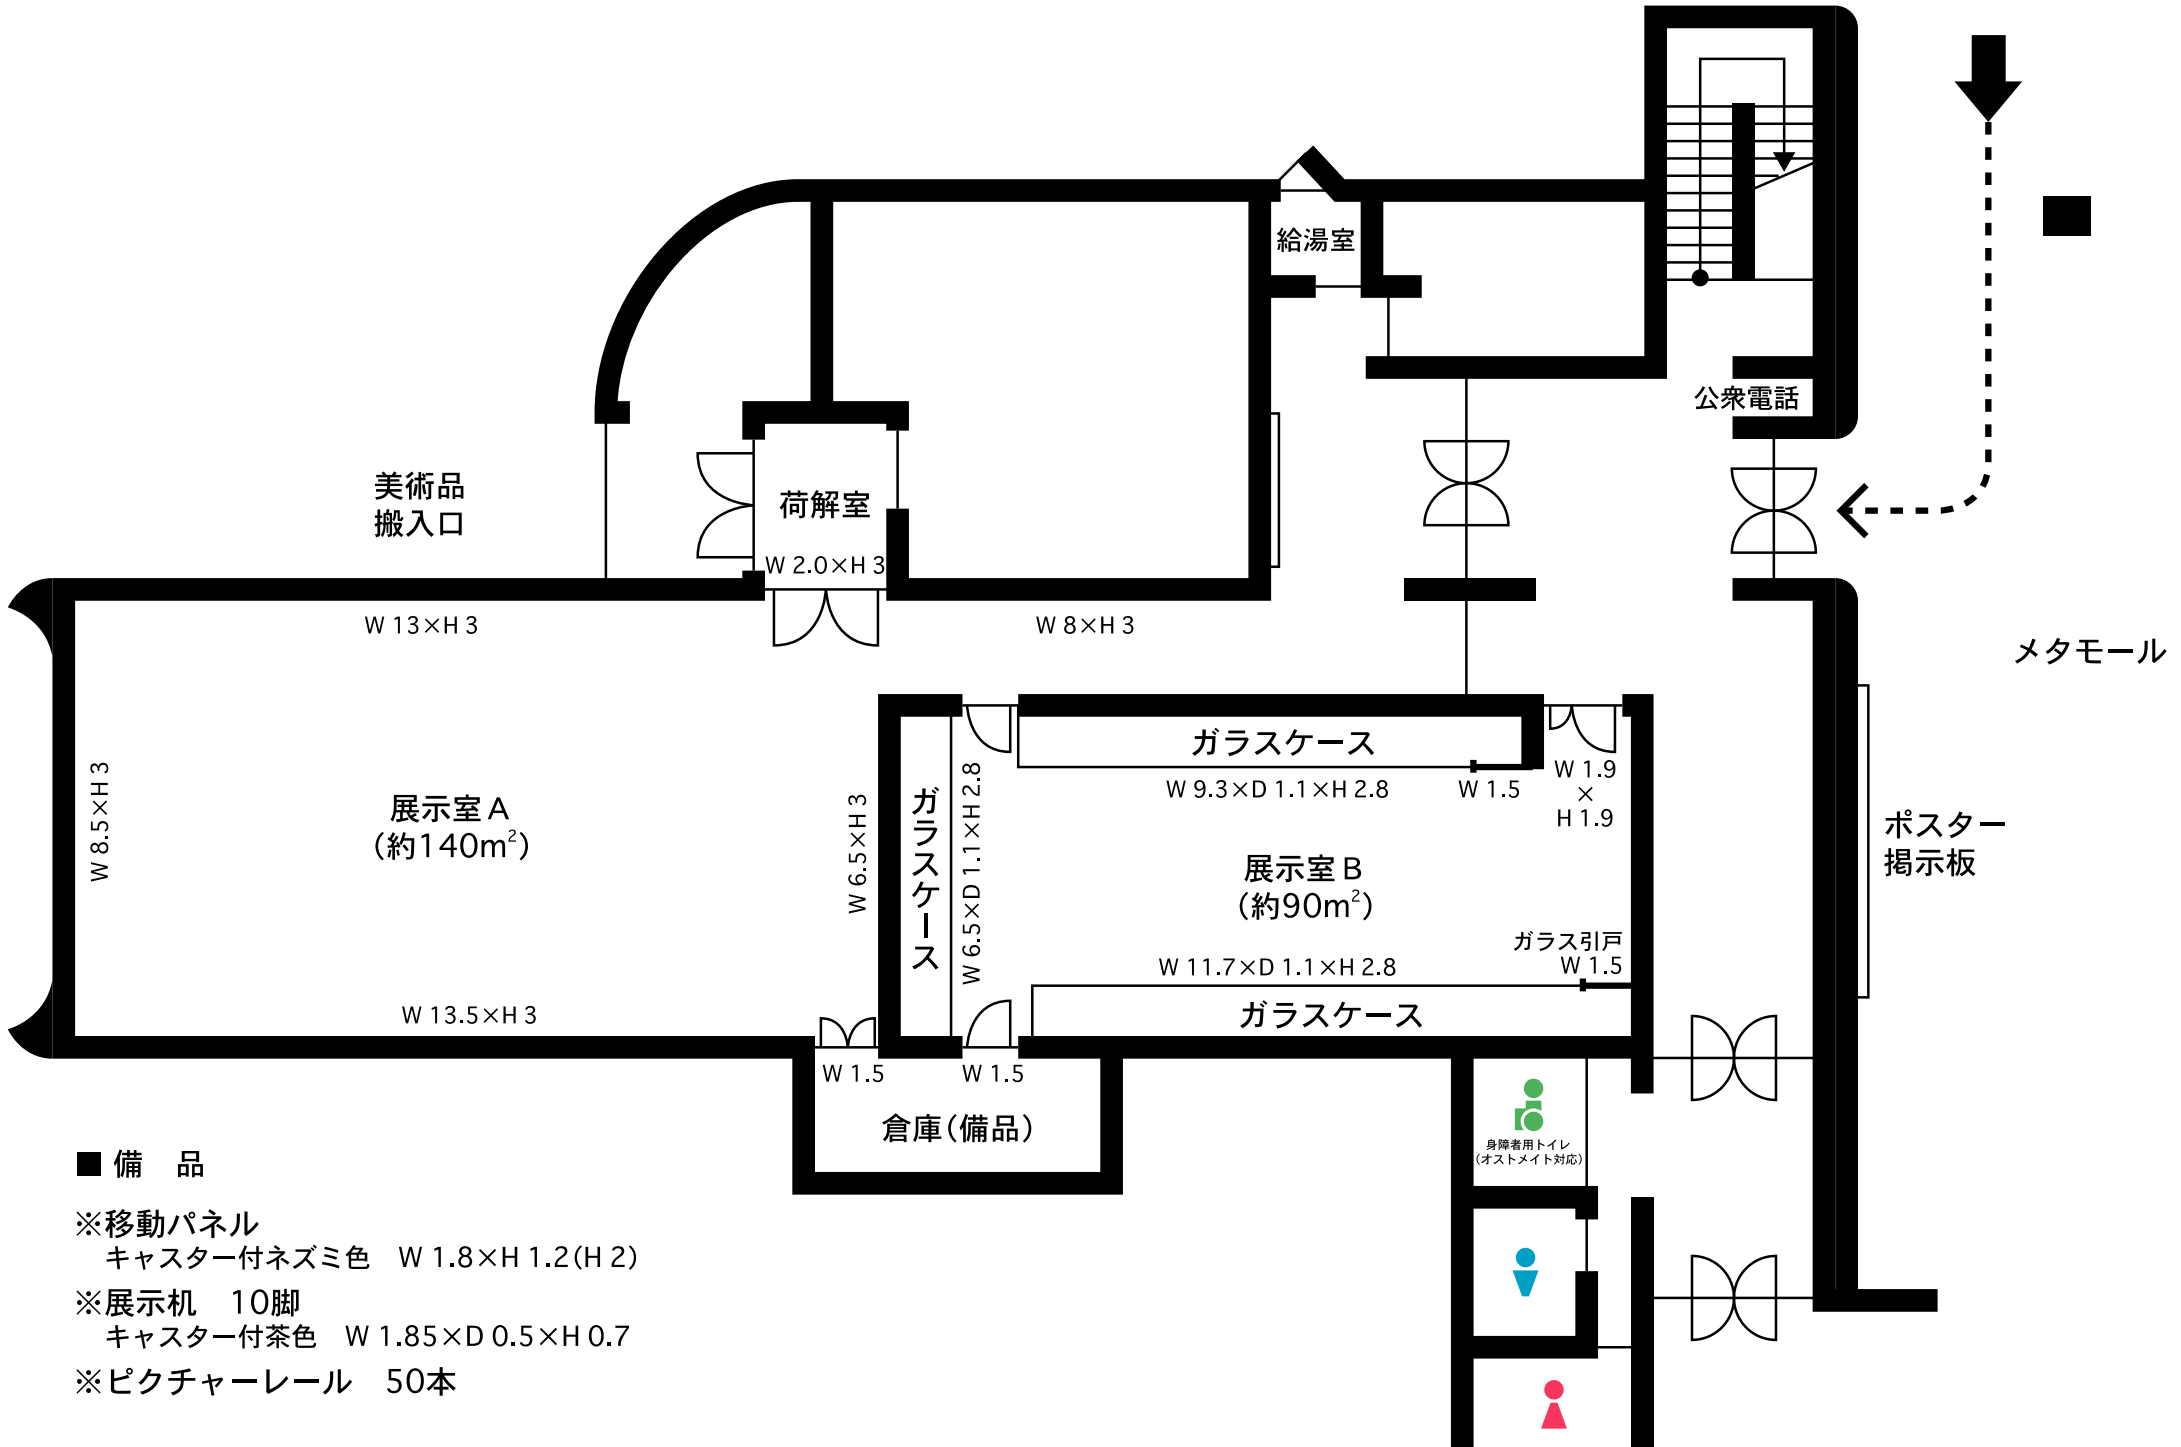 給湯室
公衆電話
美術品
搬入口
荷解室
W 2.0×H 3
W 13×H 3
W 8×H 3
メタモール
ガラスケース
W 9.3×D 1.1×H 2.8
W 1.5
W 1.9
×
H 1.9
W 8.5×H 3
展示室 A
(約140m²)
W 6.5×H 3
ガラスケース
W 6.5×D 1.1×H 2.8
展示室 B
(約90m²)
ポスター
掲示板
ガラス引戸
W 1.5
W 11.7×D 1.1×H 2.8
ガラスケース
W 13.5×H 3
W 1.5
W 1.5
倉庫(備品)
身障者用トイレ
(オストメイト対応)
■ 備　品
※移動パネル
キャスター付ネズミ色　W 1.8×H 1.2(H 2)
※展示机　10脚
キャスター付茶色　W 1.85×D 0.5×H 0.7
※ピクチャーレール　50本